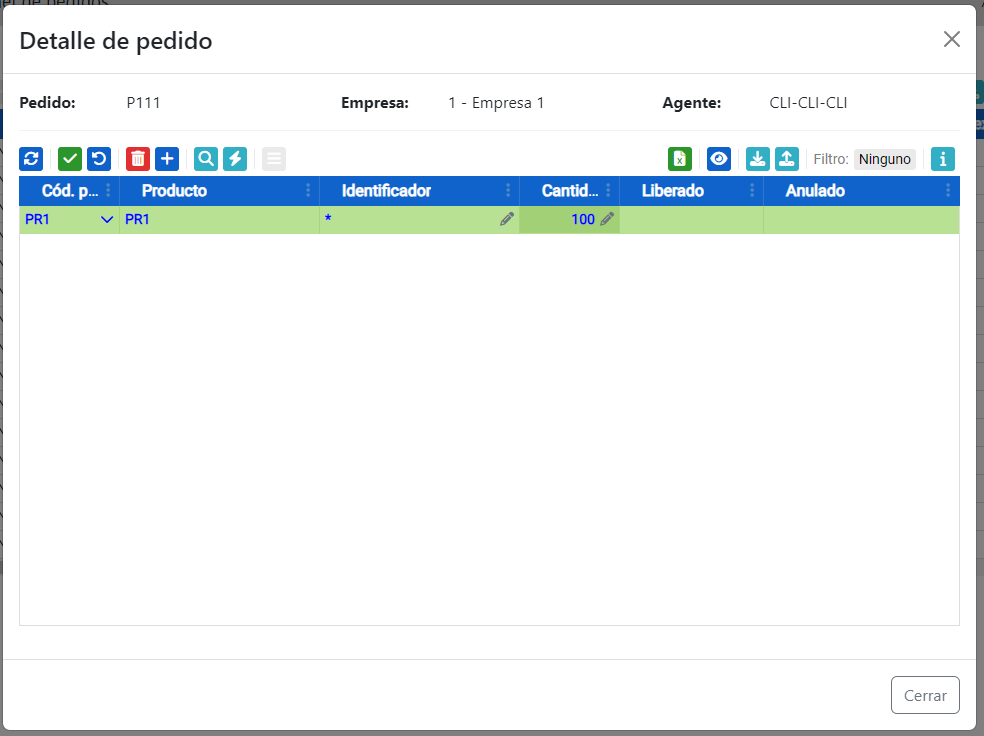 Detalle de pedido
Pedido: P111 Empresa: 1 - Empresa 1 Agente: CLI-CLI-CLI
Filtro: Ninguno
Cód. p... Producto Identificador Cantid... Liberado Anulado
PR1 PR1 * 100
Cerrar